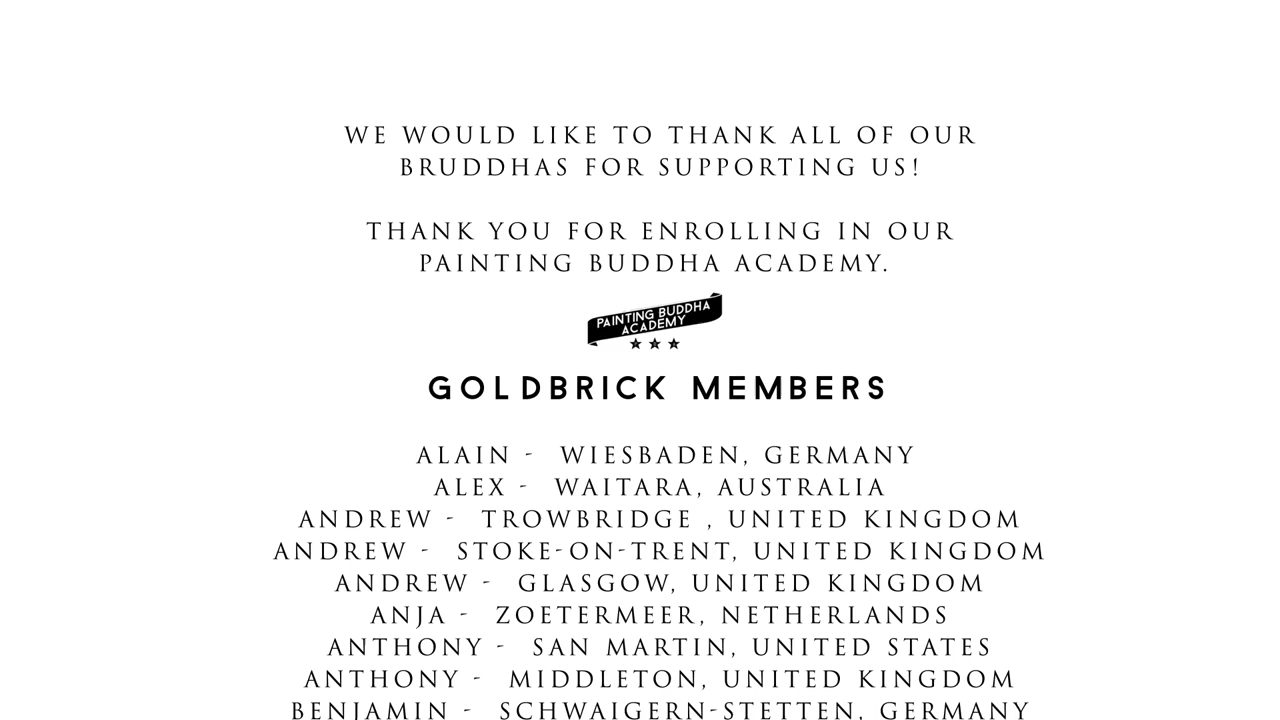 WE WOULD LIKE TO THANK ALL OF OUR
BRUDDHAS FOR SUPPORTING US!
THANK YOU FOR ENROLLING IN OUR
PAINTING BUDDHA ACADEMY.
PAINTING BUDDHA
ACADEMY
GOLDBRICK MEMBERS
ALAIN - WIESBADEN, GERMANY
ALEX - WAITARA, AUSTRALIA
ANDREW - TROWBRIDGE , UNITED KINGDOM
ANDREW - STOKE-ON-TRENT, UNITED KINGDOM
ANDREW - GLASGOW, UNITED KINGDOM
ANJA - ZOETERMEER, NETHERLANDS
ANTHONY - SAN MARTIN, UNITED STATES
ANTHONY - MIDDLETON, UNITED KINGDOM
BENJAMIN - SCHWAIGERN-STETTEN, GERMANY